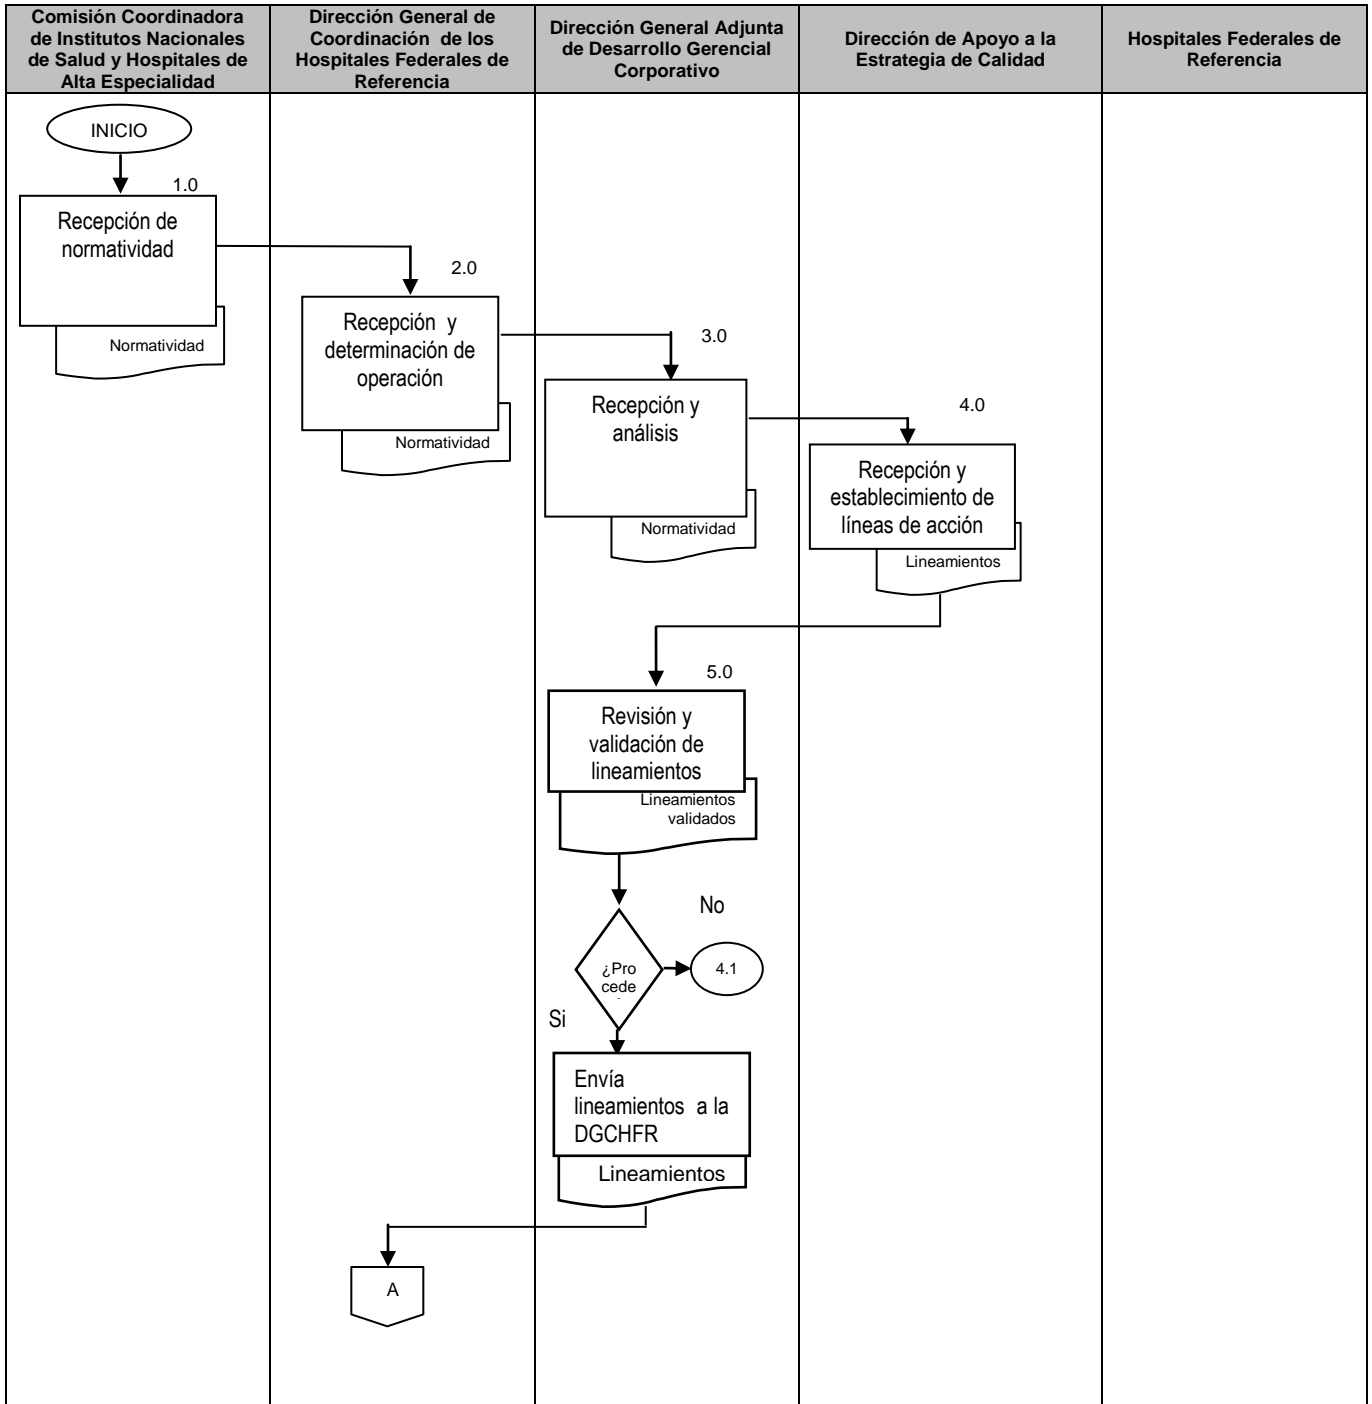 Comisión Coordinadora
de Institutos Nacionales
de Salud y Hospitales de
Alta Especialidad
Dirección General de
Coordinación de los
Hospitales Federales de
Referencia
Dirección General Adjunta
de Desarrollo Gerencial
Corporativo
Dirección de Apoyo a la
Estrategia de Calidad
Hospitales Federales de
Referencia
INICIO
1.0
Recepción de
normatividad
Normatividad
2.0
Recepción y
determinación de
operación
Normatividad
3.0
Recepción y
análisis
Normatividad
4.0
Recepción y
establecimiento de
líneas de acción
Lineamientos
5.0
Revisión y
validación de
lineamientos
Lineamientos
validados
¿Pro
cede
No
4.1
Si
Envía
lineamientos a la
DGCHFR
Lineamientos
A